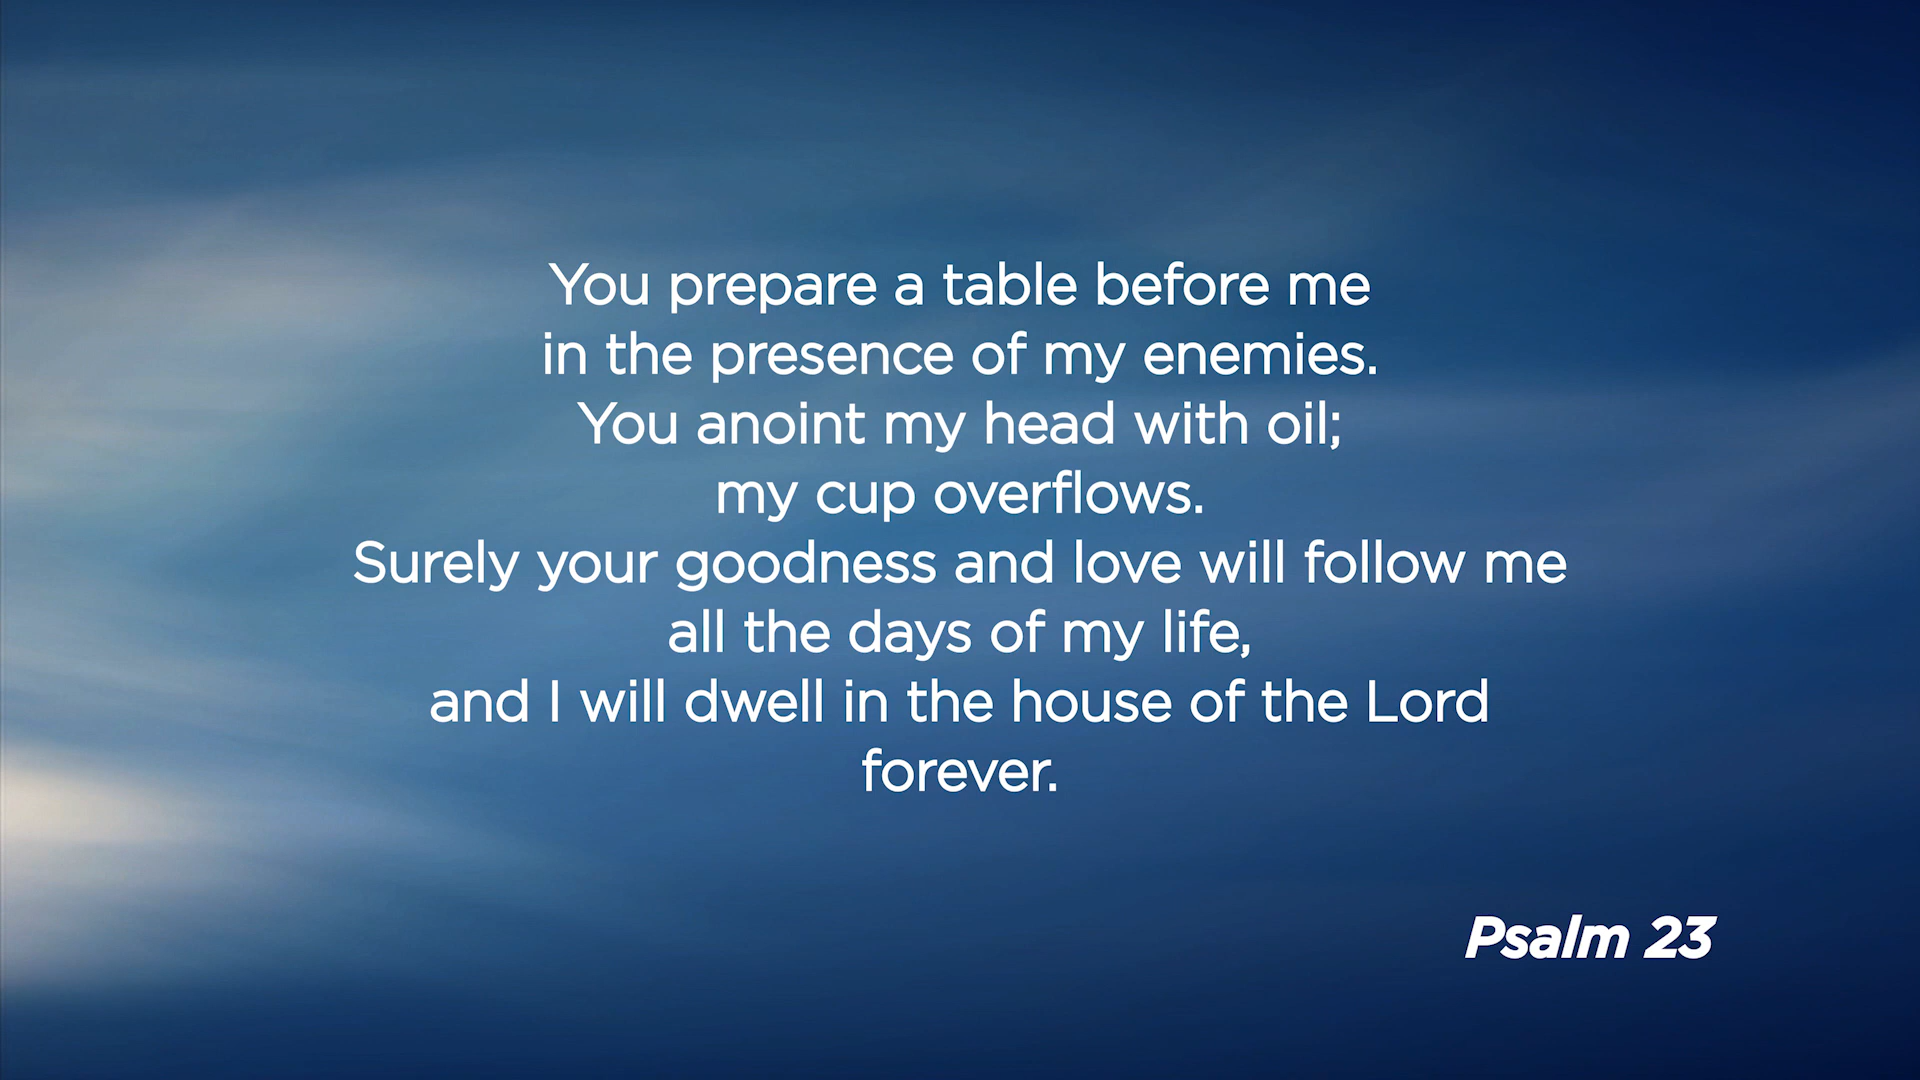 You prepare a table before me
in the presence of my enemies.
You anoint my head with oil;
my cup overflows.
Surely your goodness and love will follow me
all the days of my life,
and I will dwell in the house of the Lord
forever.
Psalm 23